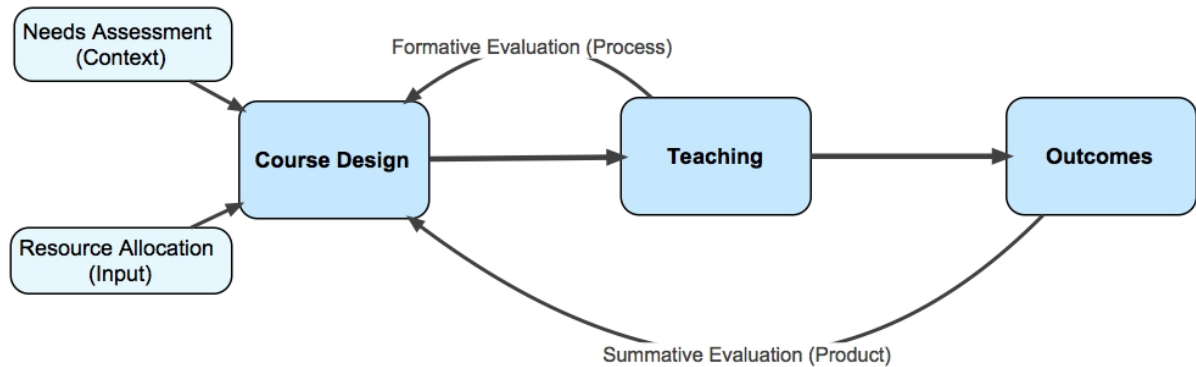 Needs Assessment
(Context)
Formative Evaluation (Process)
Course Design
Teaching
Outcomes
Resource Allocation
(Input)
Summative Evaluation (Product)